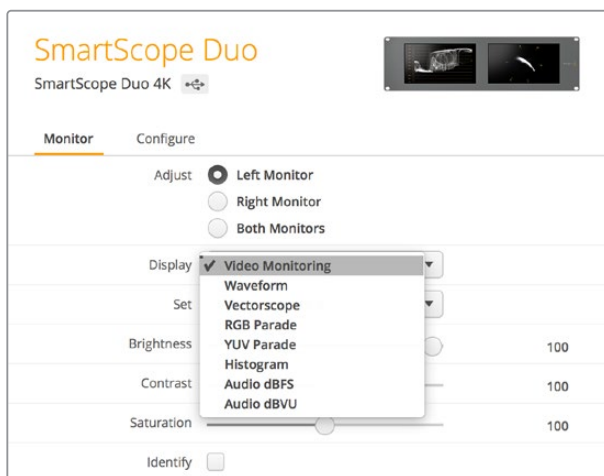 SmartScope Duo
SmartScope Duo 4K
Monitor Configure
Adjust Left Monitor
Right Monitor
Both Monitors
Display ✓ Video Monitoring
Waveform
Set Vectorscope
RGB Parade
Brightness YUV Parade 100
Histogram
Contrast Audio dBFS 100
Audio dBVU
Saturation 100
Identify